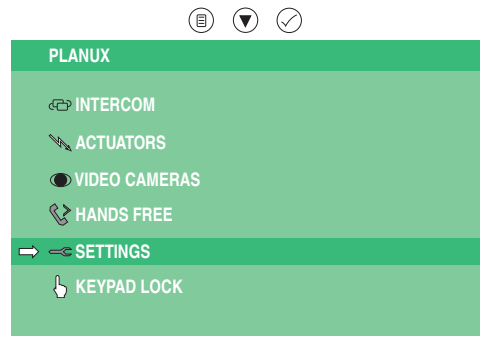 PLANUX
INTERCOM
ACTUATORS
VIDEO CAMERAS
HANDS FREE
SETTINGS
KEYPAD LOCK